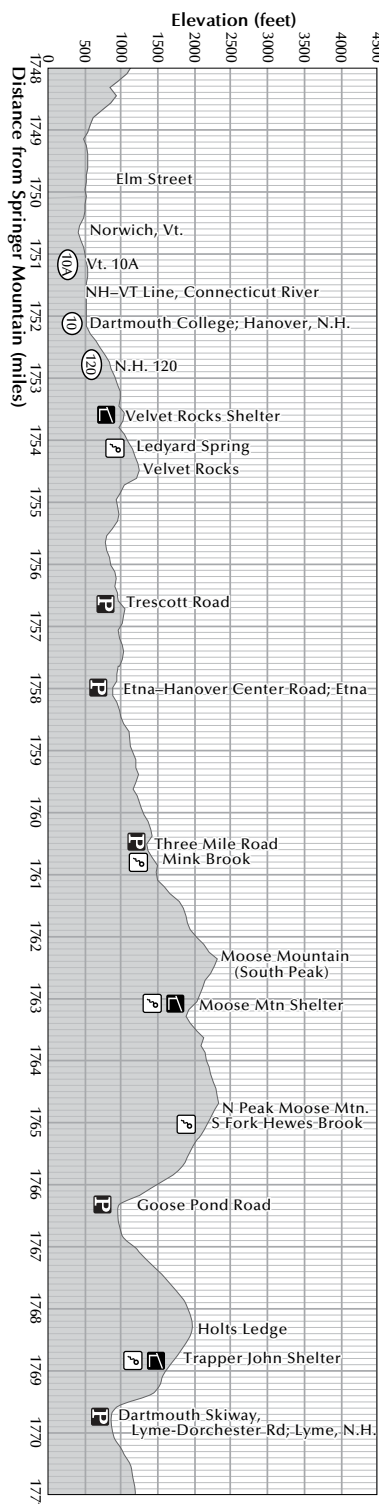 Elevation (feet)
0
500
1000
1500
2000
2500
3000
3500
4000
4500
Distance from Springer Mountain (miles)
1748
1749
Elm Street
1750
Norwich, Vt.
1751
10A
Vt. 10A
NH–VT Line, Connecticut River
1752
10
Dartmouth College; Hanover, N.H.
120
N.H. 120
1753
Velvet Rocks Shelter
1754
Ledyard Spring
Velvet Rocks
1755
1756
P
Trescott Road
1757
P
Etna–Hanover Center Road; Etna
1758
1759
1760
P
Three Mile Road
Mink Brook
1761
1762
Moose Mountain
(South Peak)
1763
Moose Mtn Shelter
1764
N Peak Moose Mtn.
1765
S Fork Hewes Brook
1766
P
Goose Pond Road
1767
1768
Holts Ledge
Trapper John Shelter
1769
P
Dartmouth Skiway,
Lyme-Dorchester Rd; Lyme, N.H.
1770
177